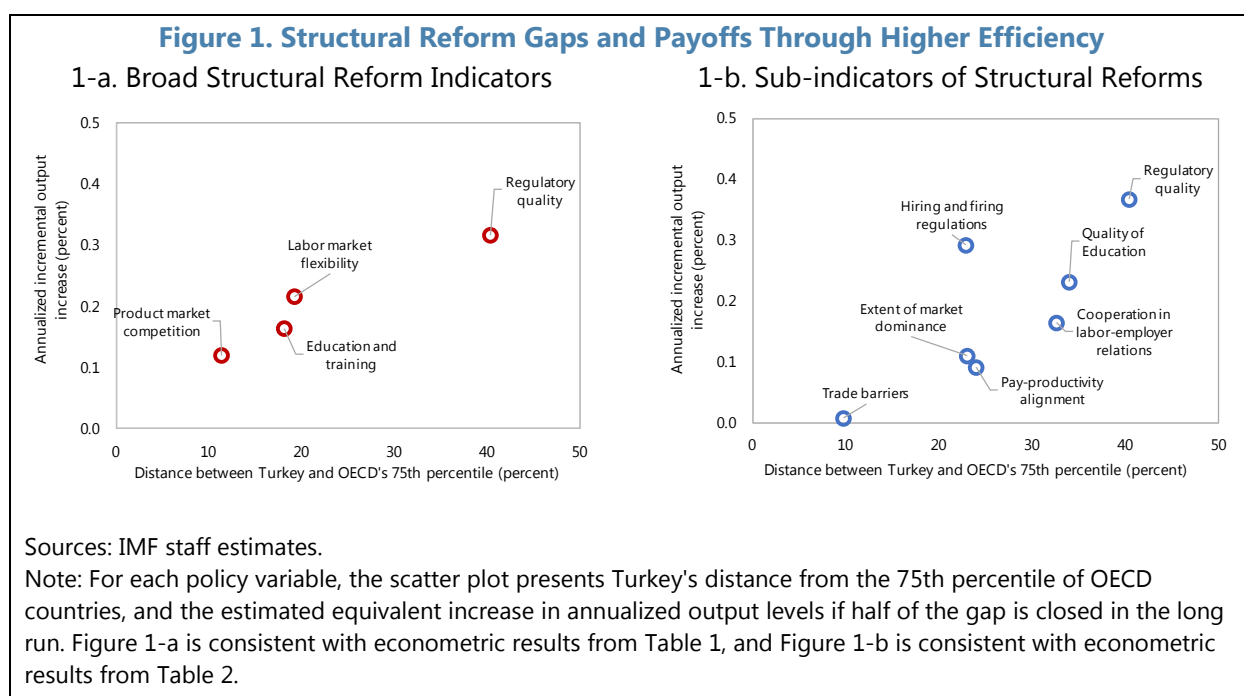 Figure 1. Structural Reform Gaps and Payoffs Through Higher Efficiency
1-a. Broad Structural Reform Indicators
Annualized incremental output
increase (percent)
0.5
0.4
0.3
0.2
0.1
0.0
Regulatory
quality
Labor market
flexibility
Product market
competition
Education and
training
0 10 20 30 40 50
Distance between Turkey and OECD's 75th percentile (percent)
1-b. Sub-indicators of Structural Reforms
Annualized incremental output
increase (percent)
0.5
0.4
0.3
0.2
0.1
0.0
Regulatory
quality
Hiring and firing
regulations
Quality of
Education
Extent of market
dominance
Cooperation in
labor-employer
relations
Trade barriers
Pay-productivity
alignment
0 10 20 30 40 50
Distance between Turkey and OECD's 75th percentile (percent)
Sources: IMF staff estimates.
Note: For each policy variable, the scatter plot presents Turkey's distance from the 75th percentile of OECD
countries, and the estimated equivalent increase in annualized output levels if half of the gap is closed in the long
run. Figure 1-a is consistent with econometric results from Table 1, and Figure 1-b is consistent with econometric
results from Table 2.